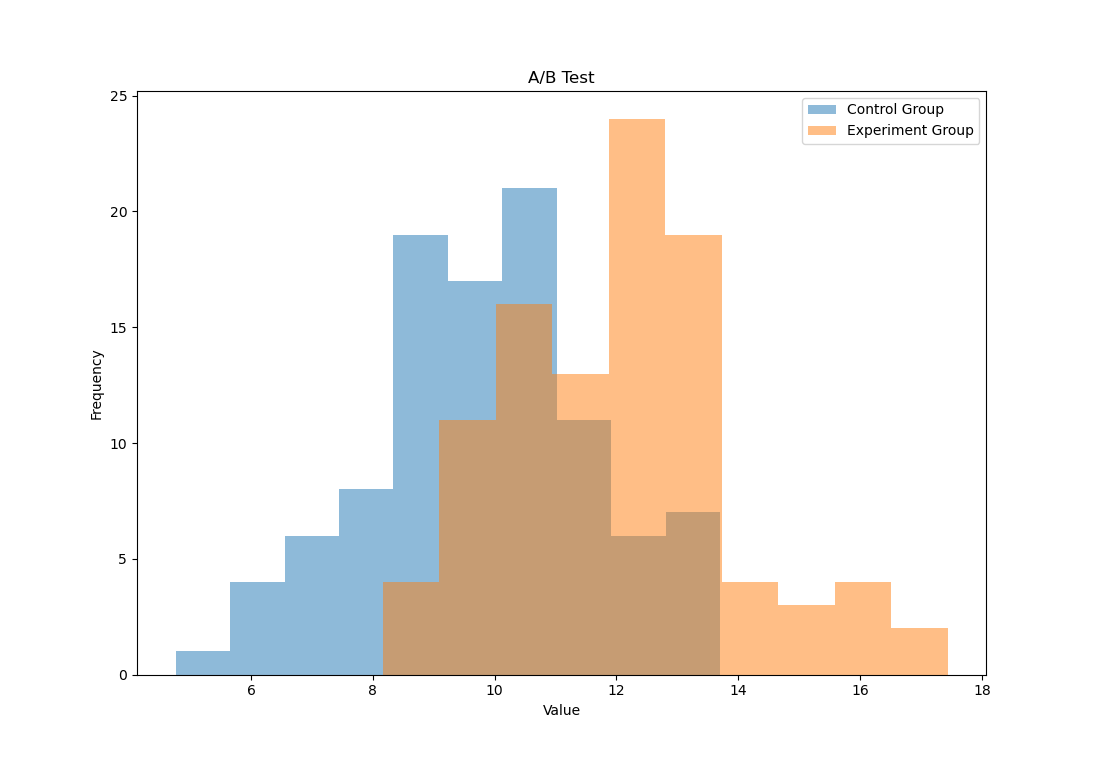 A/B Test
Control Group
Experiment Group
25
20
15
10
5
0
Frequency
6 8 10 12 14 16 18
Value